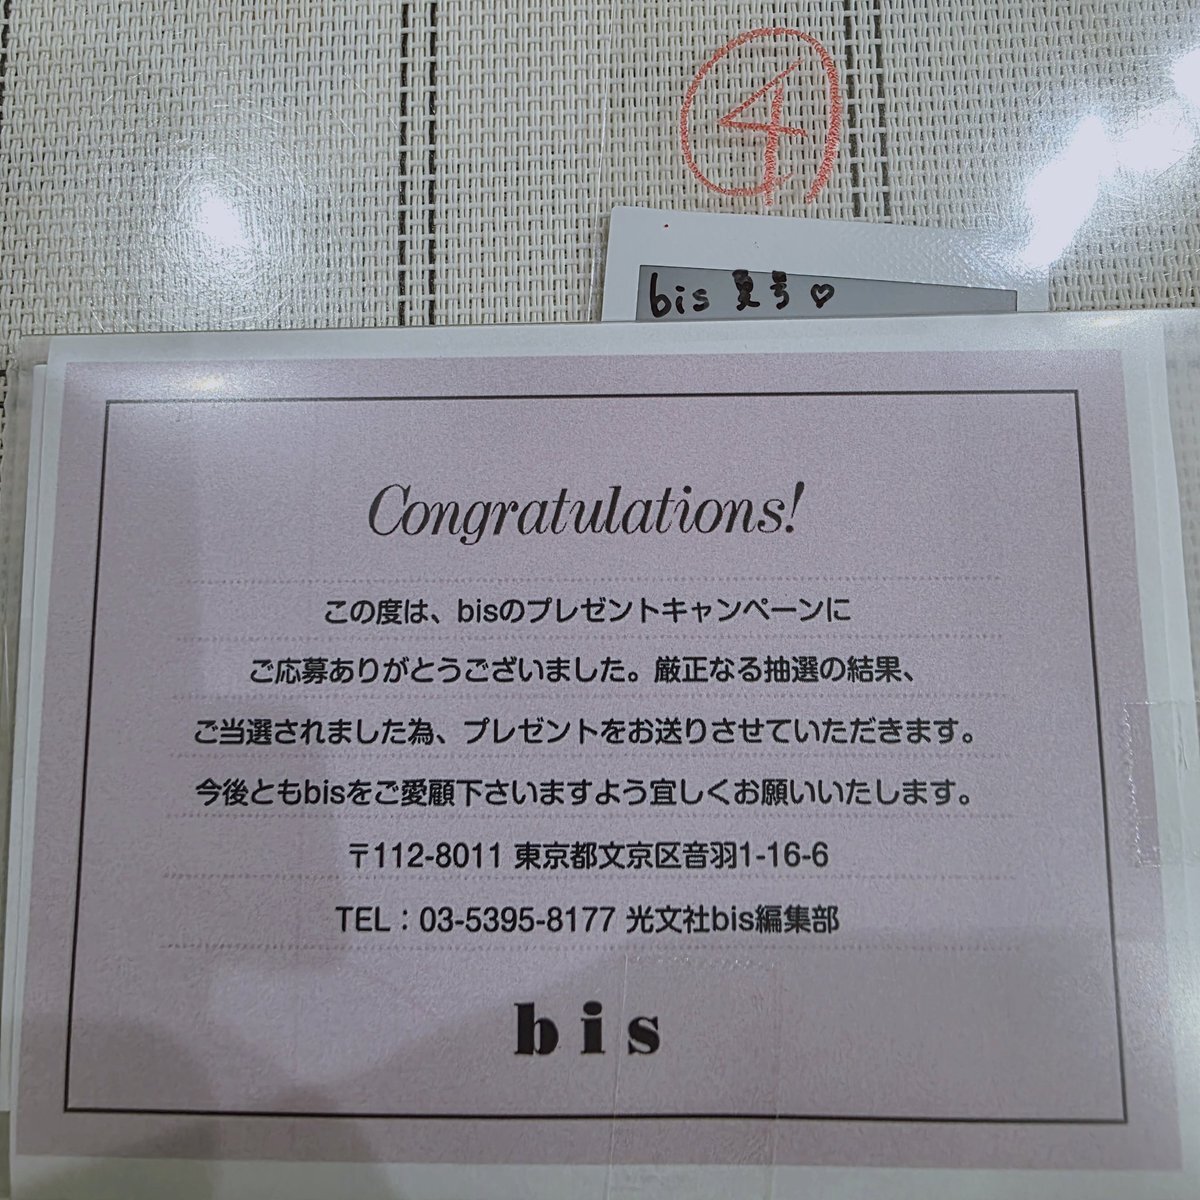 ④
bis 夏号♡
Congratulations!
この度は、bisのプレゼントキャンペーンに
ご応募ありがとうございました。厳正なる抽選の結果、
ご当選されました為、プレゼントをお送りさせていただきます。
今後ともbisをご愛顧下さいますよう宜しくお願いいたします。
〒112-8011 東京都文京区音羽1-16-6
TEL：03-5395-8177 光文社bis編集部
bis